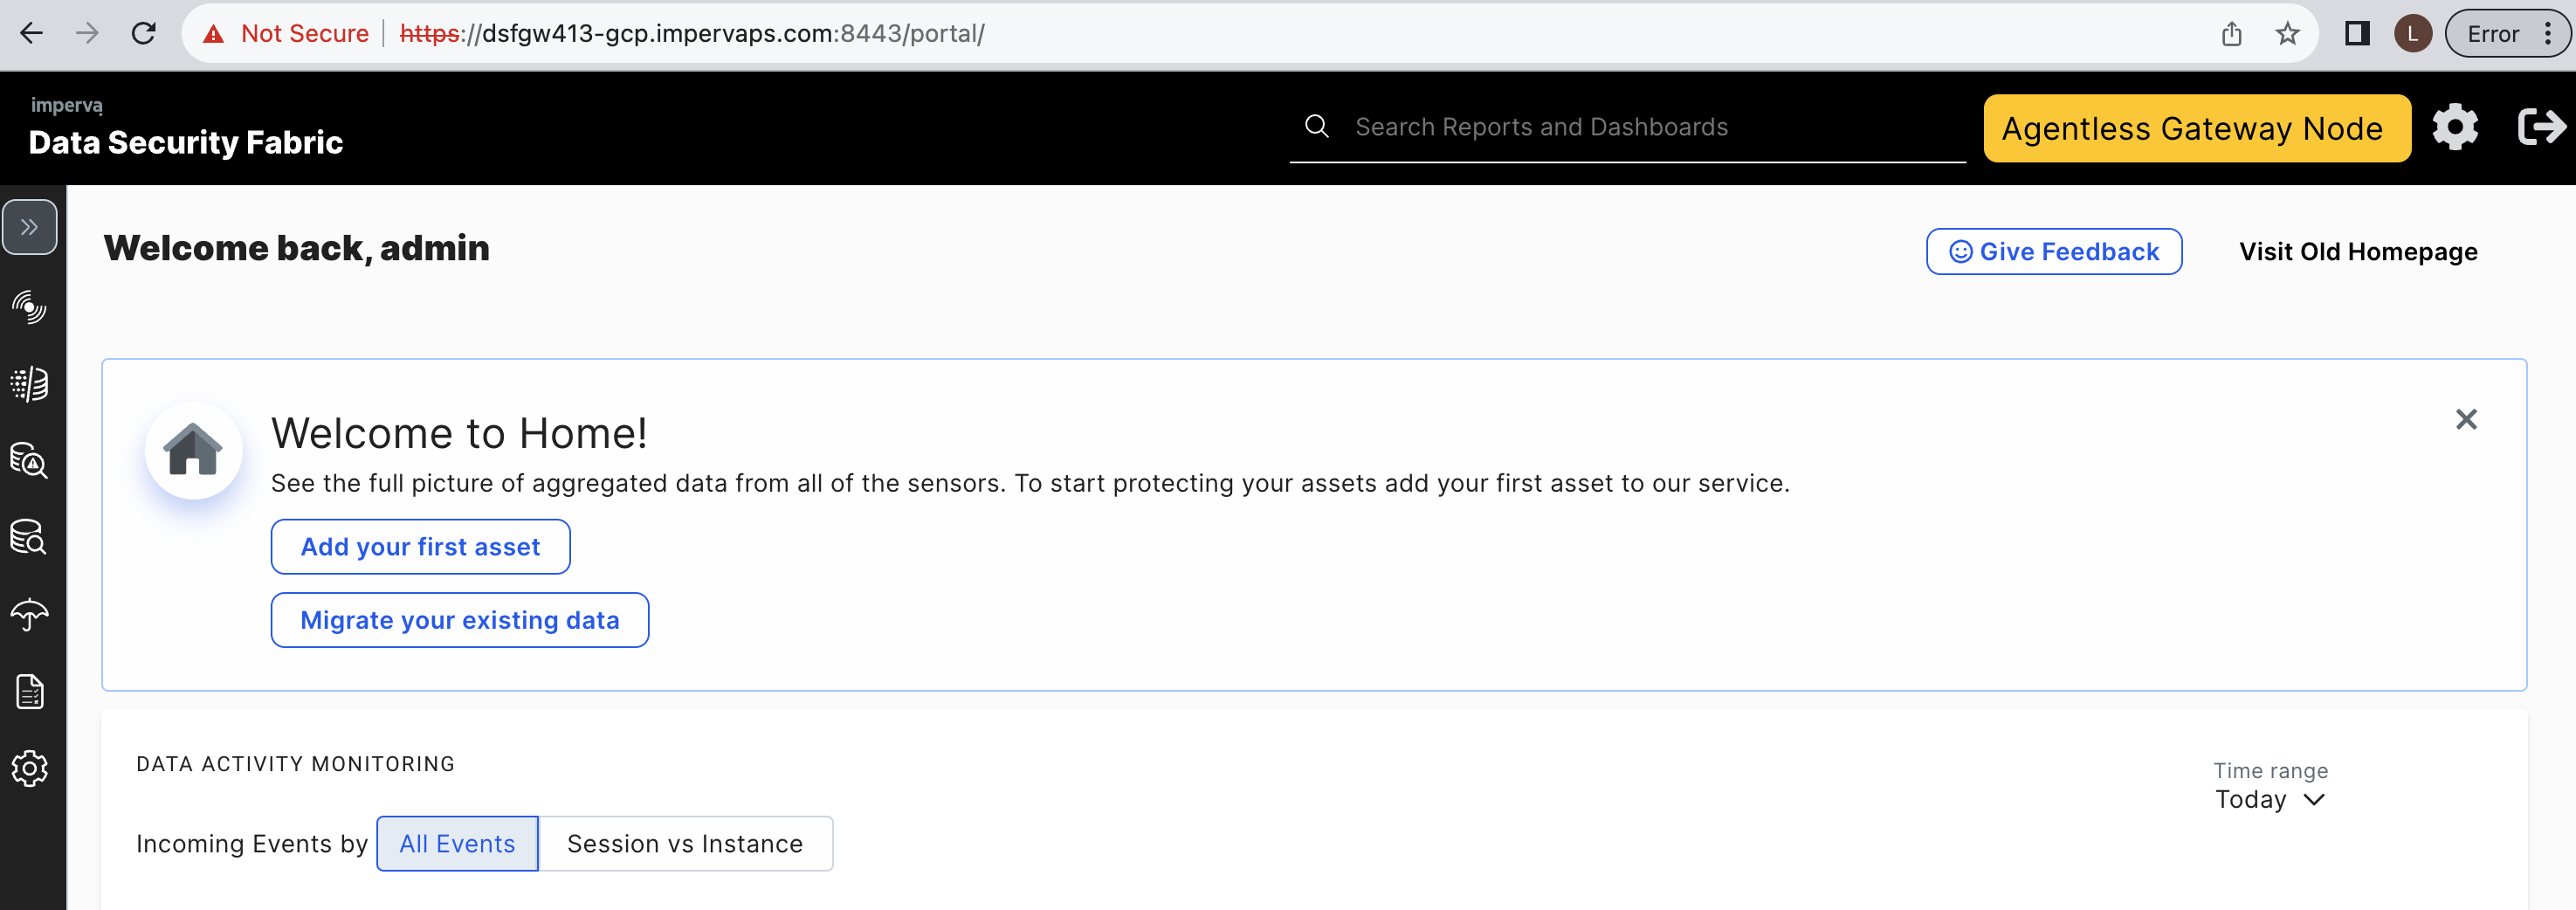 Not Secure https://dsfgw413-gcp.impervaps.com:8443/portal/ L Error
imperva
Data Security Fabric
Search Reports and Dashboards
Agentless Gateway Node
Welcome back, admin
Give Feedback
Visit Old Homepage
Welcome to Home!
See the full picture of aggregated data from all of the sensors. To start protecting your assets add your first asset to our service.
Add your first asset
Migrate your existing data
DATA ACTIVITY MONITORING
Time range
Today
Incoming Events by All Events Session vs Instance